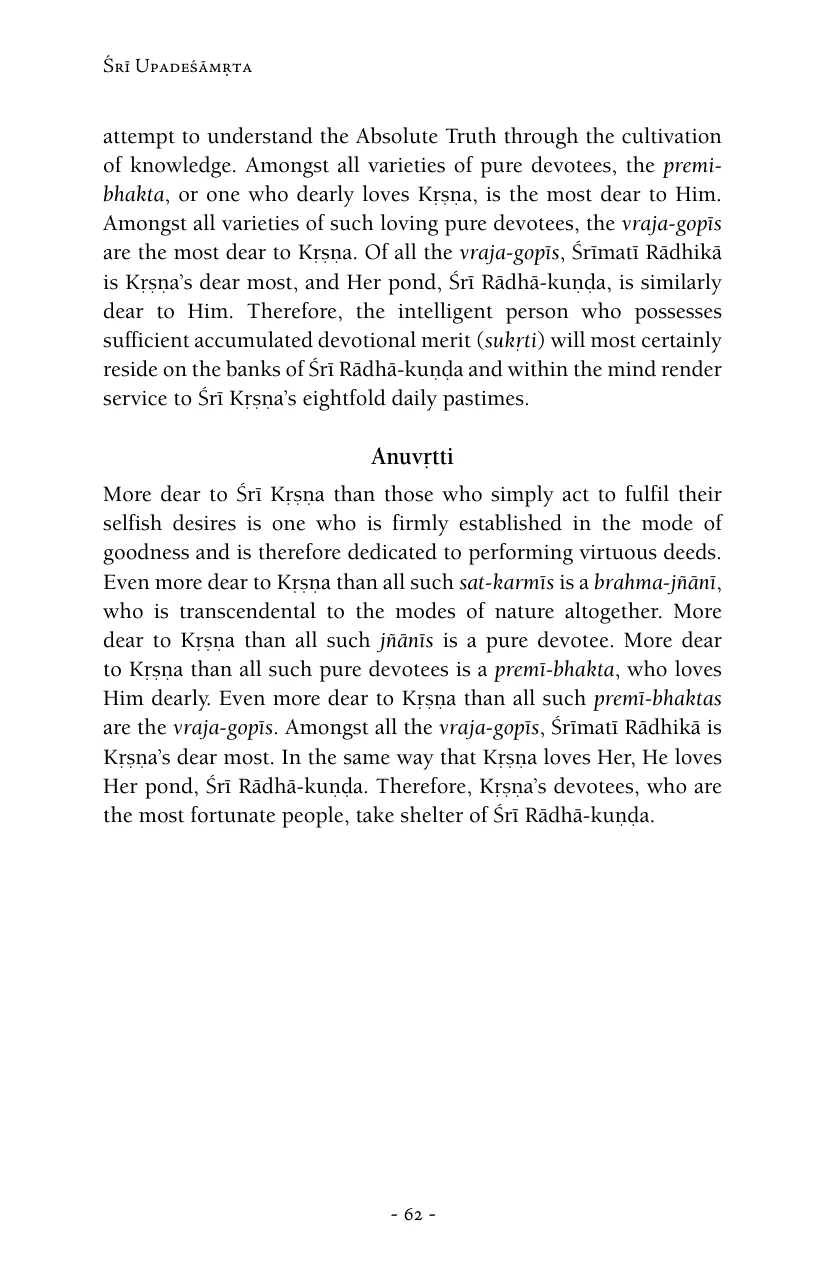 Śrī Upadeśāmṛta
attempt to understand the Absolute Truth through the cultivation
of knowledge. Amongst all varieties of pure devotees, the premi-
bhakta, or one who dearly loves Kṛṣṇa, is the most dear to Him.
Amongst all varieties of such loving pure devotees, the vraja-gopīs
are the most dear to Kṛṣṇa. Of all the vraja-gopīs, Śrīmatī Rādhikā
is Kṛṣṇa’s dear most, and Her pond, Śrī Rādhā-kuṇḍa, is similarly
dear to Him. Therefore, the intelligent person who possesses
sufficient accumulated devotional merit (sukṛti) will most certainly
reside on the banks of Śrī Rādhā-kuṇḍa and within the mind render
service to Śrī Kṛṣṇa’s eightfold daily pastimes.
Anuvṛtti
More dear to Śrī Kṛṣṇa than those who simply act to fulfil their
selfish desires is one who is firmly established in the mode of
goodness and is therefore dedicated to performing virtuous deeds.
Even more dear to Kṛṣṇa than all such sat-karmīs is a brahma-jñānī,
who is transcendental to the modes of nature altogether. More
dear to Kṛṣṇa than all such jñānīs is a pure devotee. More dear
to Kṛṣṇa than all such pure devotees is a premī-bhakta, who loves
Him dearly. Even more dear to Kṛṣṇa than all such premī-bhaktas
are the vraja-gopīs. Amongst all the vraja-gopīs, Śrīmatī Rādhikā is
Kṛṣṇa’s dear most. In the same way that Kṛṣṇa loves Her, He loves
Her pond, Śrī Rādhā-kuṇḍa. Therefore, Kṛṣṇa’s devotees, who are
the most fortunate people, take shelter of Śrī Rādhā-kuṇḍa.
- 62 -